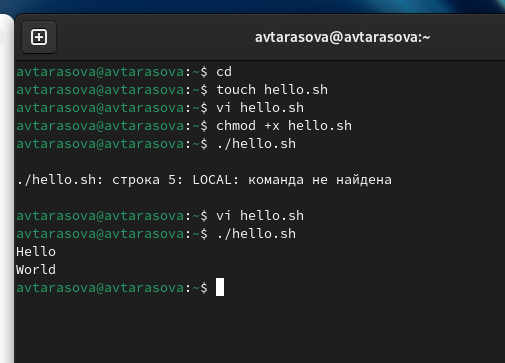 avtarasova@avtarasova:~
avtarasova@avtarasova:~$ cd
avtarasova@avtarasova:~$ touch hello.sh
avtarasova@avtarasova:~$ vi hello.sh
avtarasova@avtarasova:~$ chmod +x hello.sh
avtarasova@avtarasova:~$ ./hello.sh
./hello.sh: строка 5: LOCAL: команда не найдена
avtarasova@avtarasova:~$ vi hello.sh
avtarasova@avtarasova:~$ ./hello.sh
Hello
World
avtarasova@avtarasova:~$